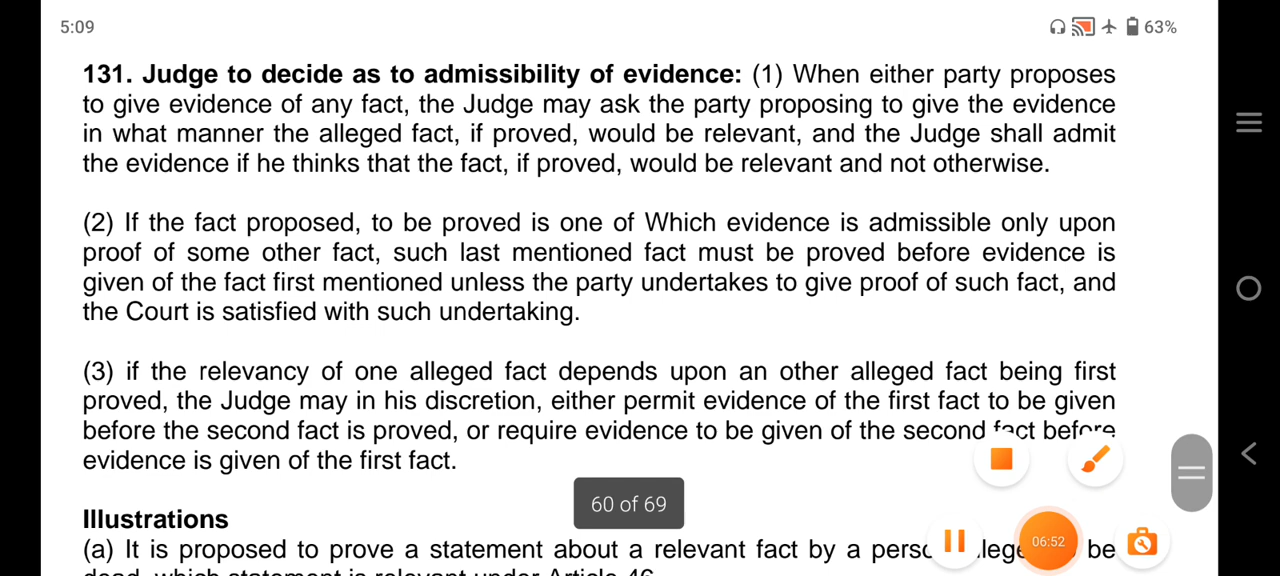 5:09
63%
131. Judge to decide as to admissibility of evidence: (1) When either party proposes
to give evidence of any fact, the Judge may ask the party proposing to give the evidence
in what manner the alleged fact, if proved, would be relevant, and the Judge shall admit
the evidence if he thinks that the fact, if proved, would be relevant and not otherwise.
(2) If the fact proposed, to be proved is one of Which evidence is admissible only upon
proof of some other fact, such last mentioned fact must be proved before evidence is
given of the fact first mentioned unless the party undertakes to give proof of such fact, and
the Court is satisfied with such undertaking.
(3) if the relevancy of one alleged fact depends upon an other alleged fact being first
proved, the Judge may in his discretion, either permit evidence of the first fact to be given
before the second fact is proved, or require evidence to be given of the second fact before
evidence is given of the first fact.
60 of 69
Illustrations
(a) It is proposed to prove a statement about a relevant fact by a be
06:52
dead, which statement is relevant under Article 46